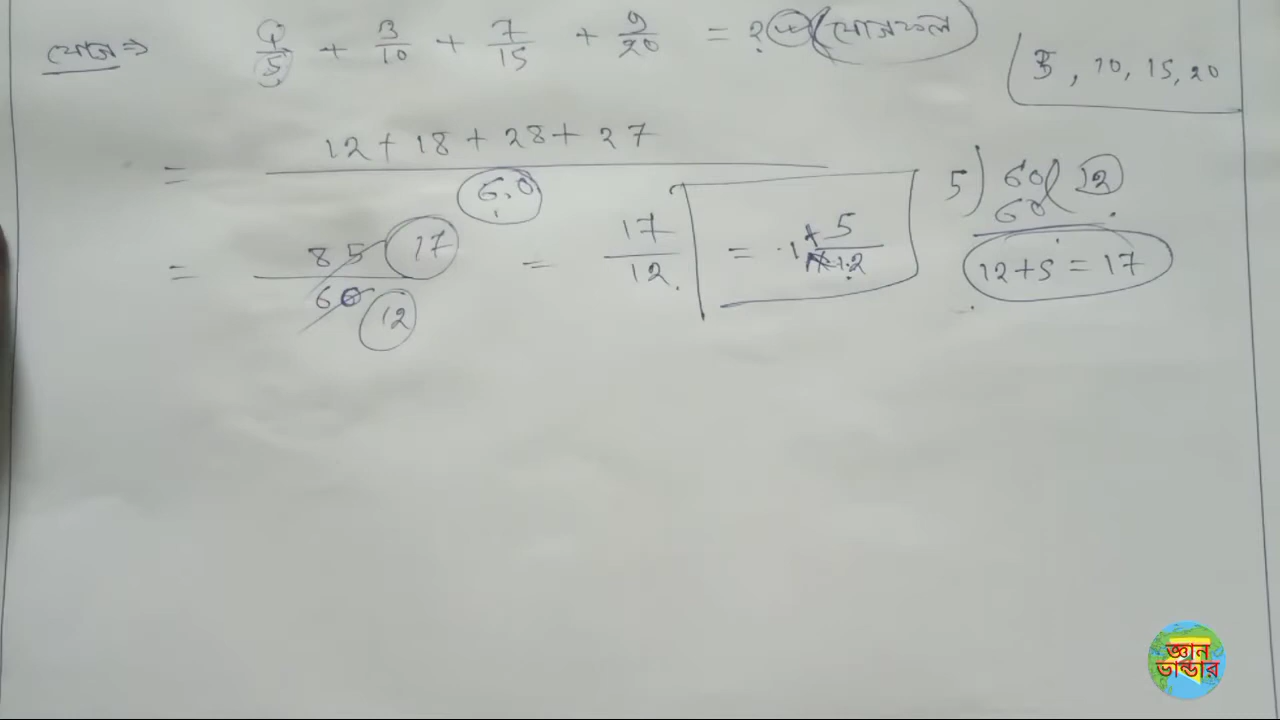 যোগ ⇒ 1/5 + 3/10 + 7/15 + 9/20 = ? (যোগফল)
5, 10, 15, 20
= 12 + 18 + 28 + 27 / 60
5) 60 ( 12
60
= 85 17 / 60 12 = 17/12 = 1 5/12
12 + 5 = 17
জ্ঞান
ভান্ডার